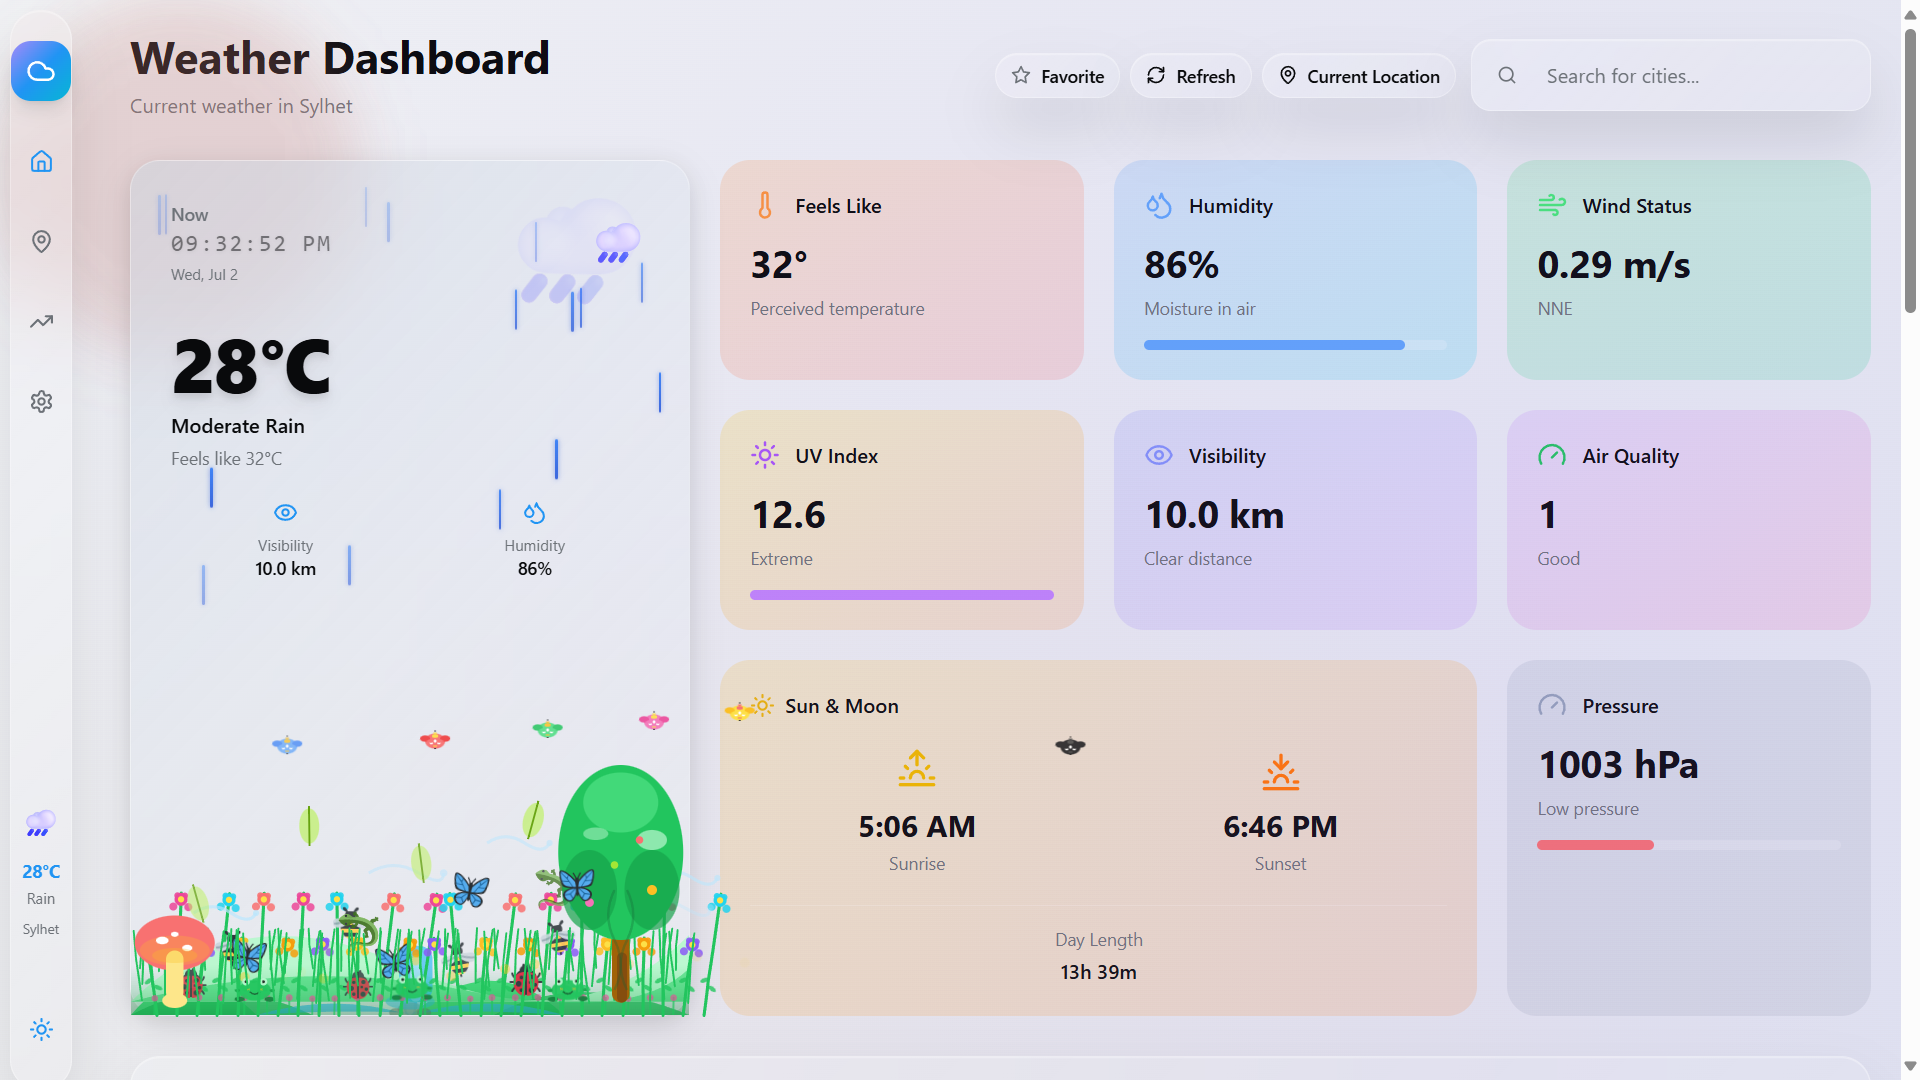 Weather Dashboard
Current weather in Sylhet
Favorite
Refresh
Current Location
Search for cities...
Now
09:32:52 PM
Wed, Jul 2
28°C
Moderate Rain
Feels like 32°C
Visibility
10.0 km
Humidity
86%
Feels Like
32°
Perceived temperature
Humidity
86%
Moisture in air
Wind Status
0.29 m/s
NNE
UV Index
12.6
Extreme
Visibility
10.0 km
Clear distance
Air Quality
1
Good
Sun & Moon
5:06 AM
Sunrise
6:46 PM
Sunset
Day Length
13h 39m
Pressure
1003 hPa
Low pressure
28°C
Rain
Sylhet